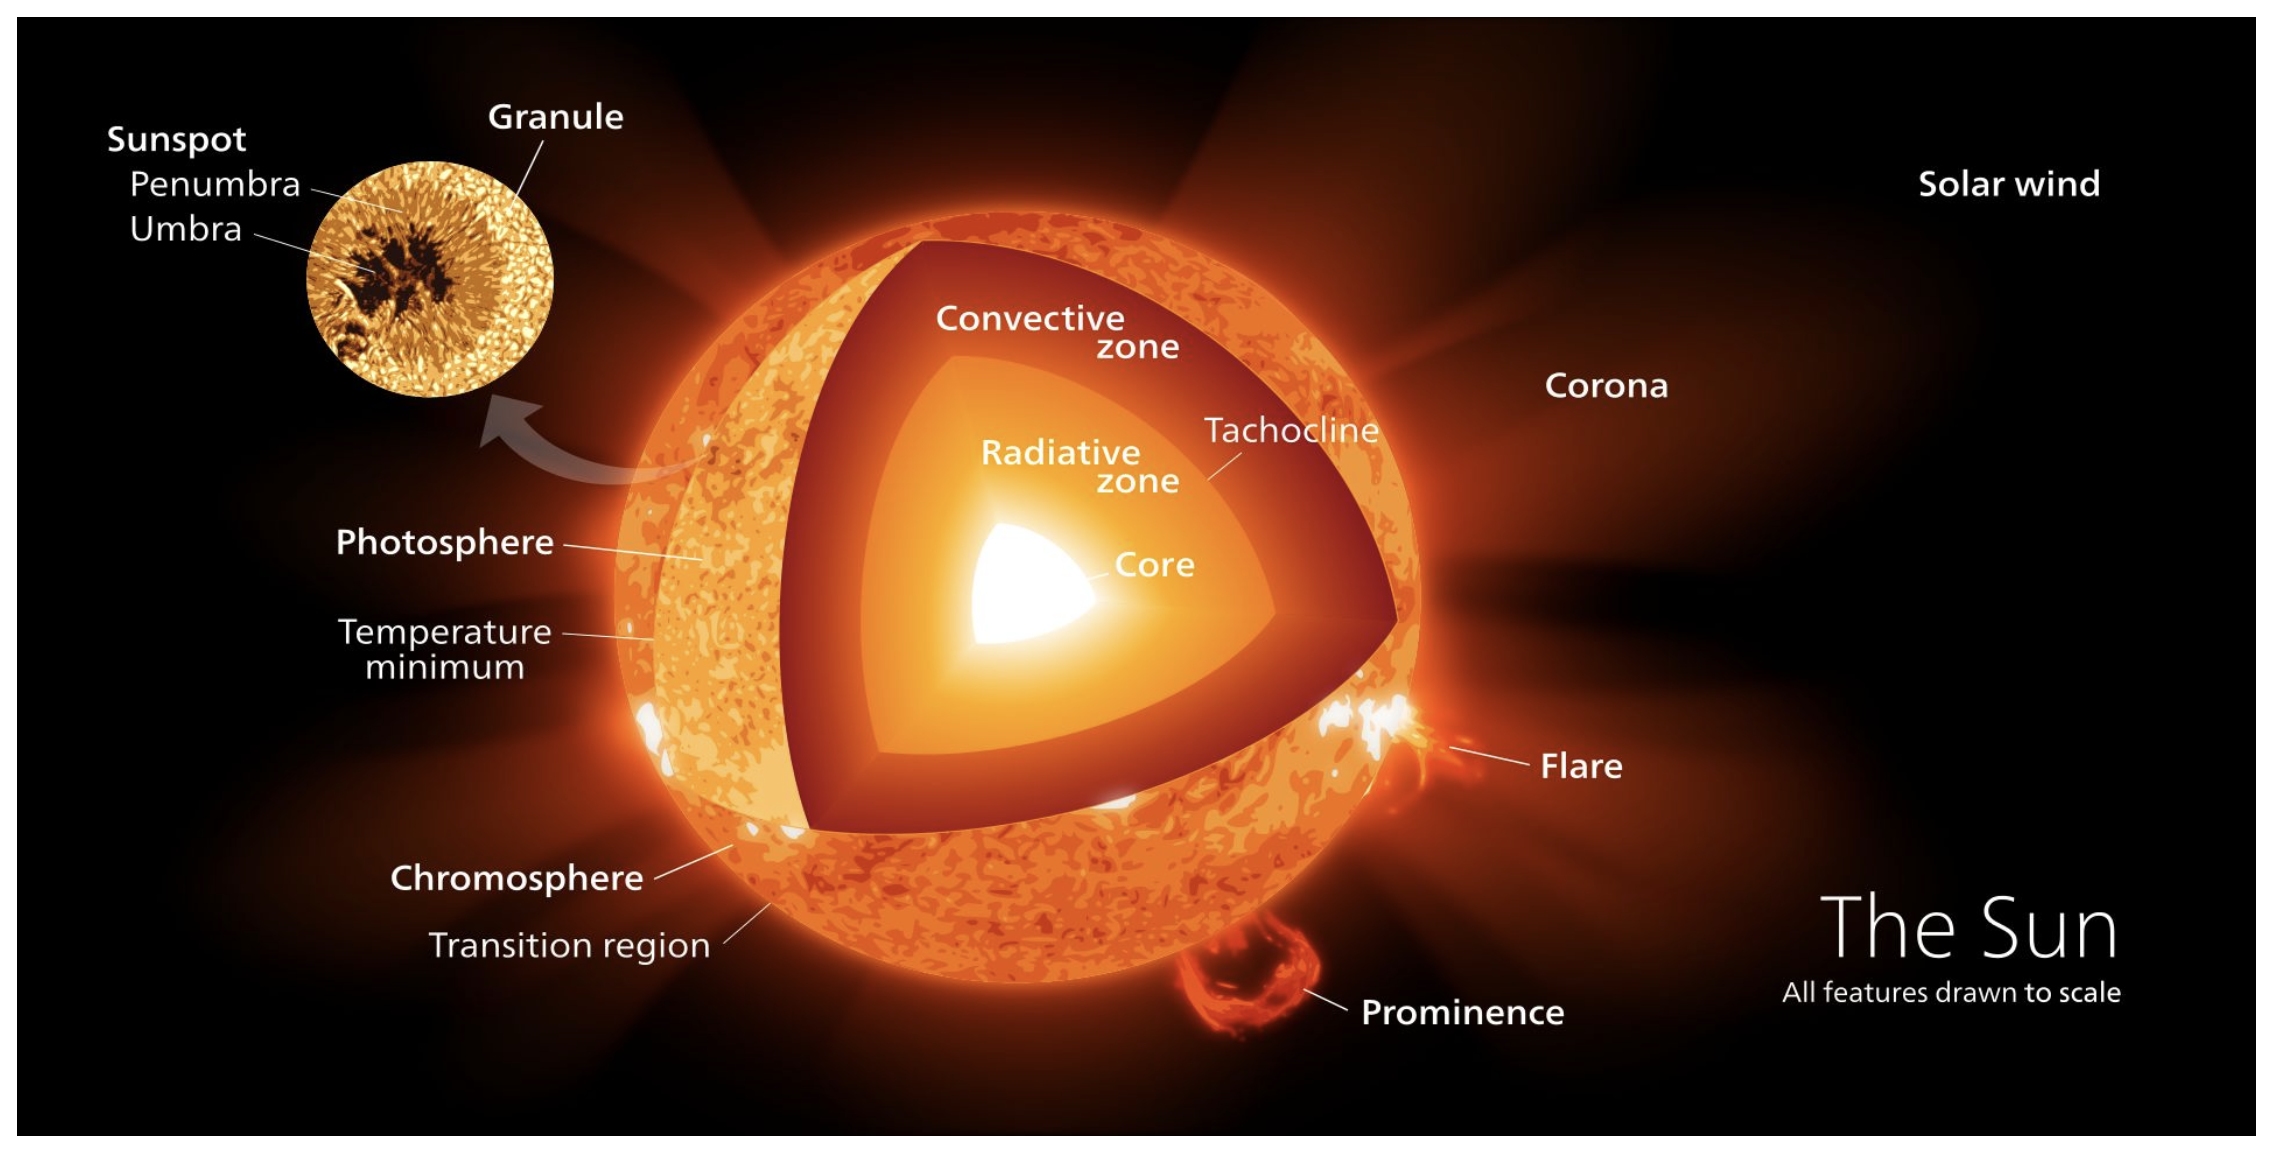 Granule
Sunspot
Penumbra
Umbra
Solar wind
Convective
zone
Corona
Tachocline
Radiative
zone
Photosphere
Core
Temperature
minimum
Flare
Chromosphere
Transition region
The Sun
All features drawn to scale
Prominence